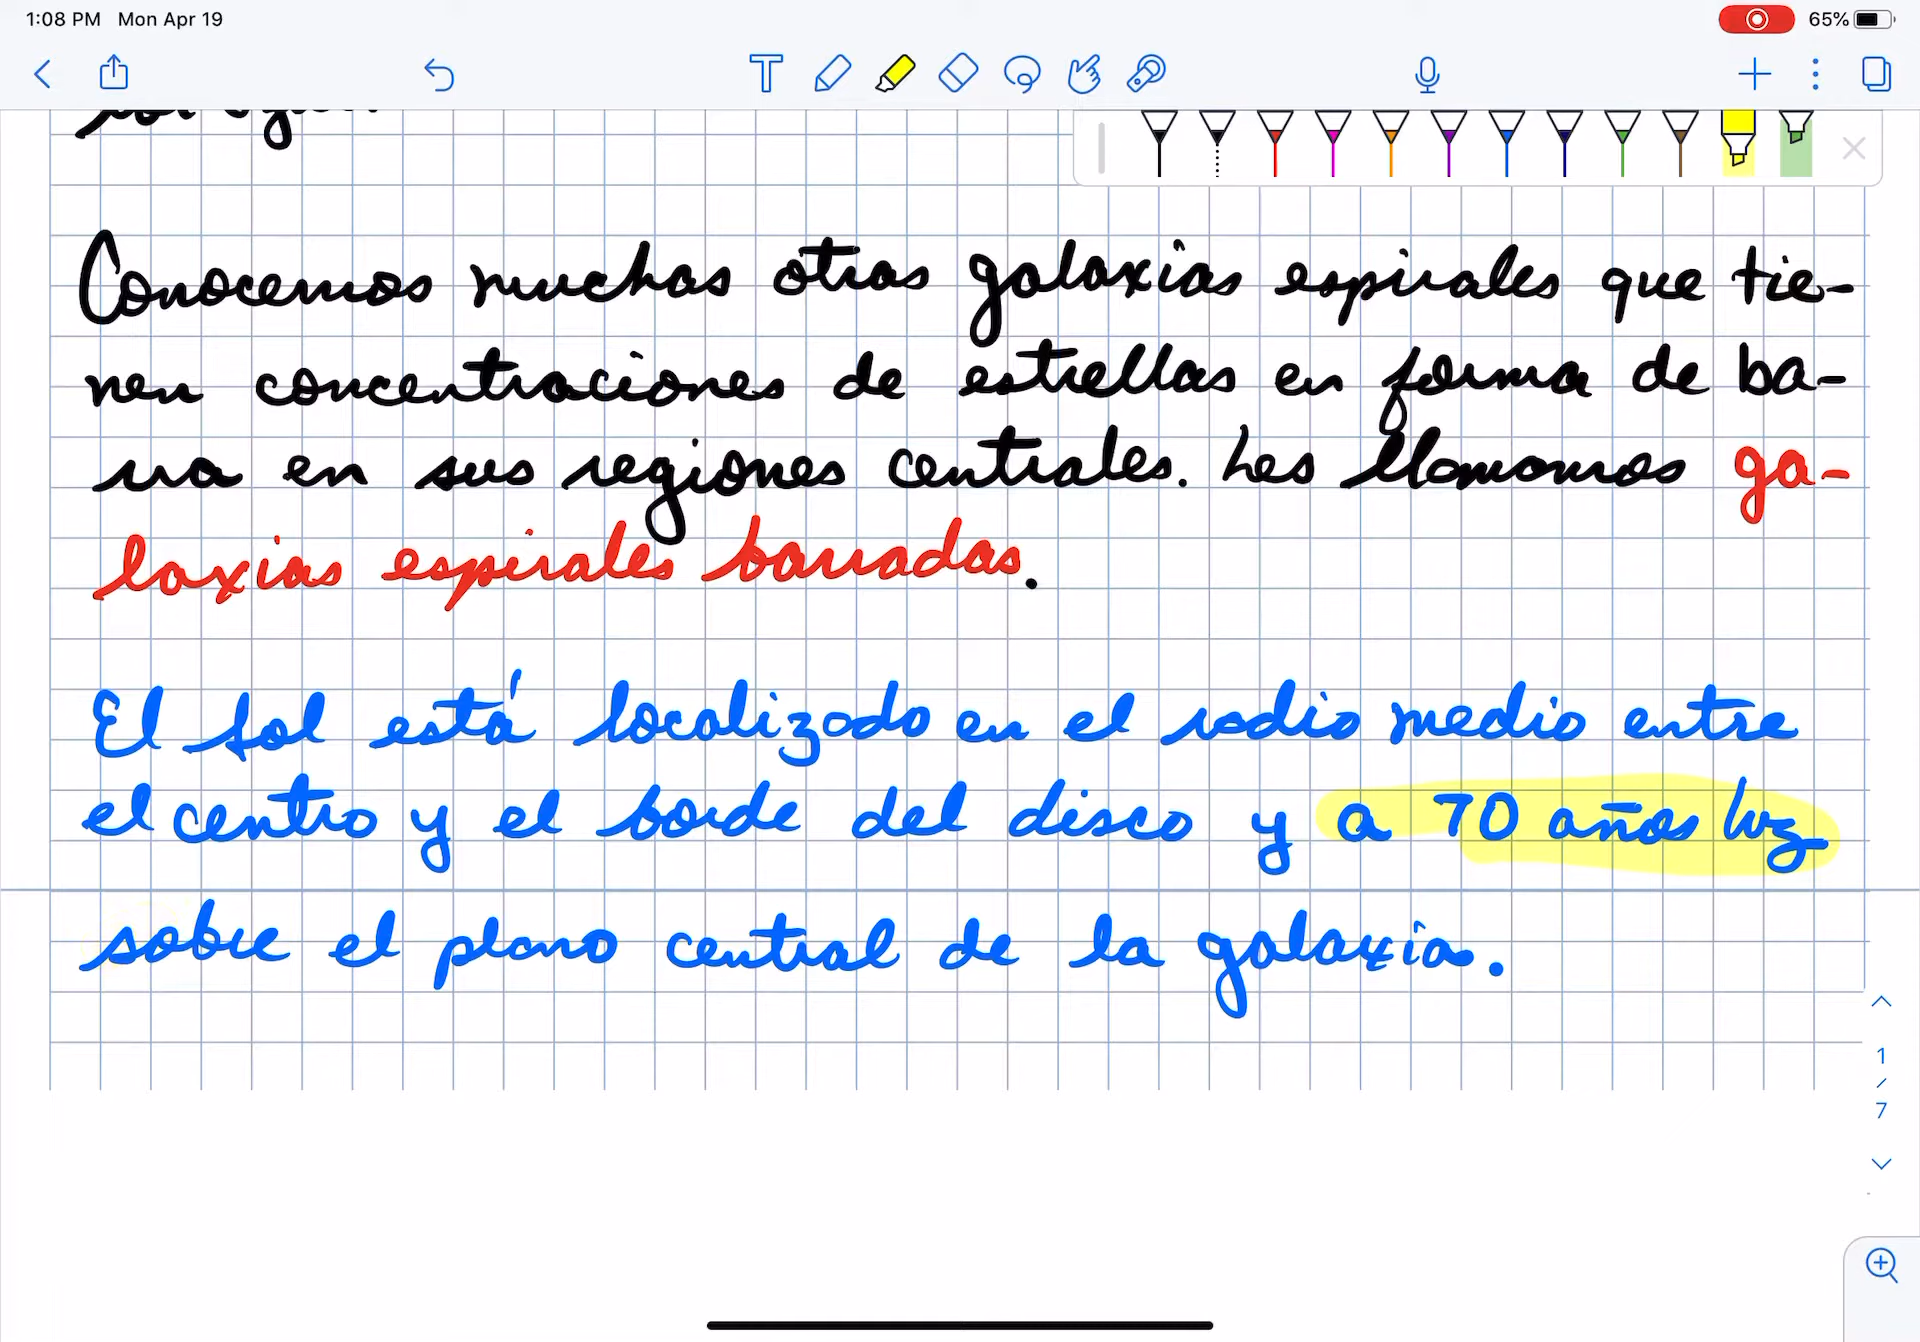 1:08 PM Mon Apr 19 65%
Conocemos muchas otras galaxias espirales que tie-
nen concentraciones de estrellas en forma de ba-
rra en sus regiones centrales. Les llamamos ga-
laxias espirales barradas.
El Sol está localizado en el radio medio entre
el centro y el borde del disco y a 70 años luz
sobre el plano central de la galaxia.
1
/
7